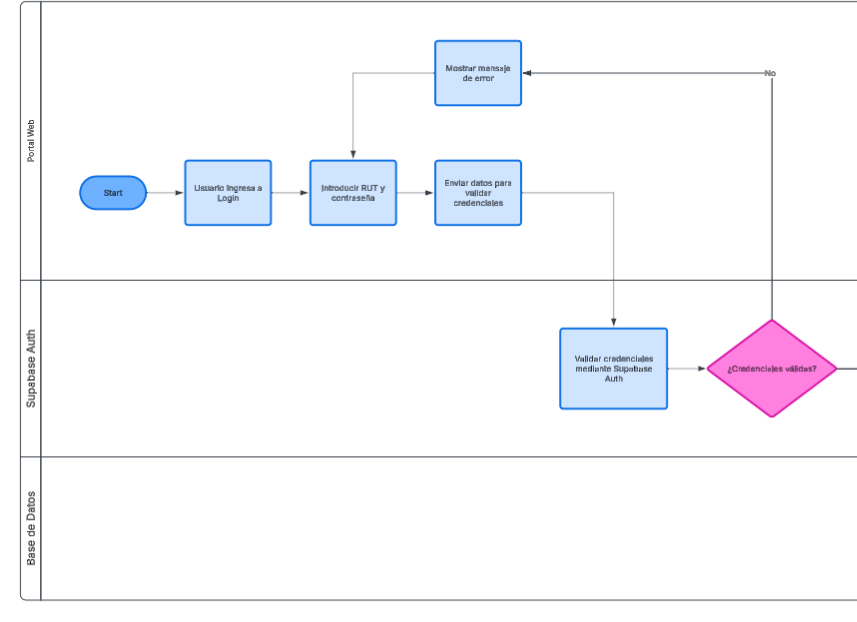 Portal Web
Mostrar mensaje
de error
No
Start
Usuario Ingresa a
Login
Introducir RUT y
contraseña
Enviar datos para
validar
credenciales
Supabase Auth
Validar credenciales
mediante Supabase
Auth
¿Credenciales válidas?
Base de Datos